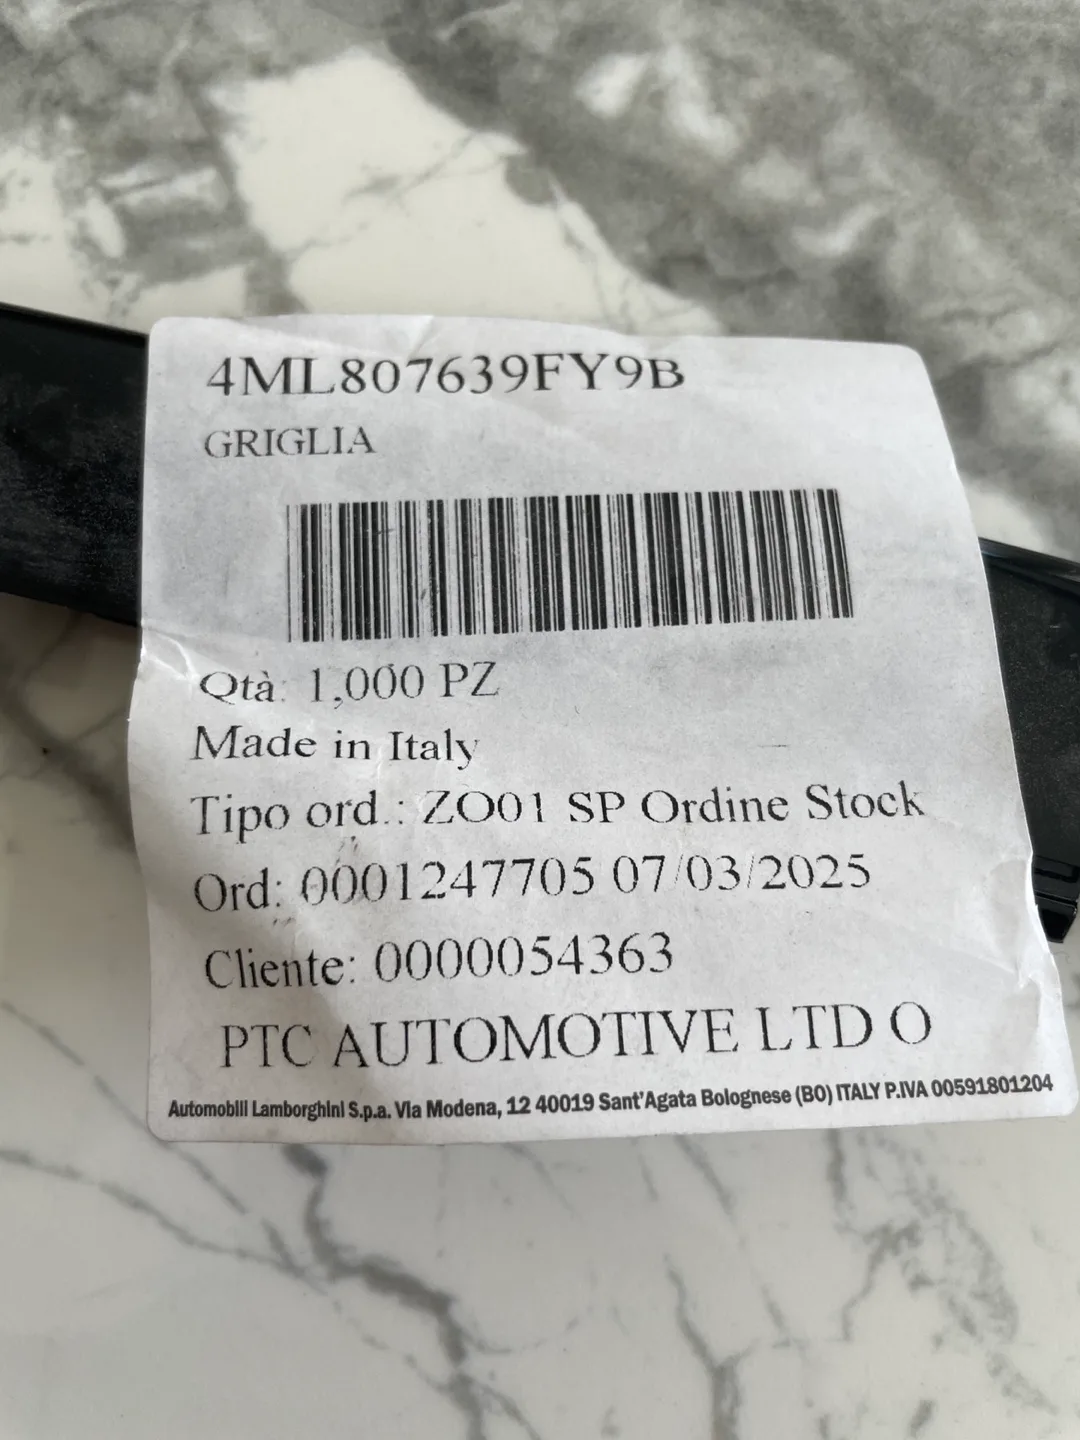 4ML807639FY9B
GRIGLIA
Qtà: 1,000 PZ
Made in Italy
Tipo ord.: ZO01 SP Ordine Stock
Ord: 0001247705 07/03/2025
Cliente: 0000054363
PTC AUTOMOTIVE LTD O
Automobili Lamborghini S.p.a. Via Modena, 12 40019 Sant'Agata Bolognese (BO) ITALY P.IVA 00591801204